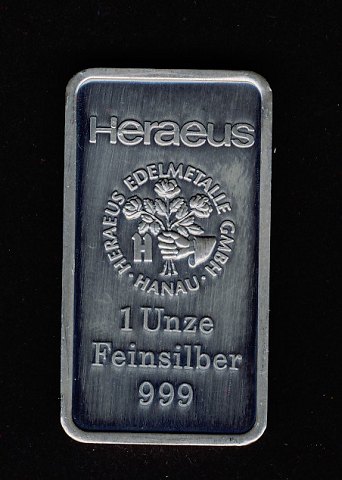 Heraeus
HERAEUS EDELMETALLE GMBH
· HANAU ·
H
1 Unze
Feinsilber
999